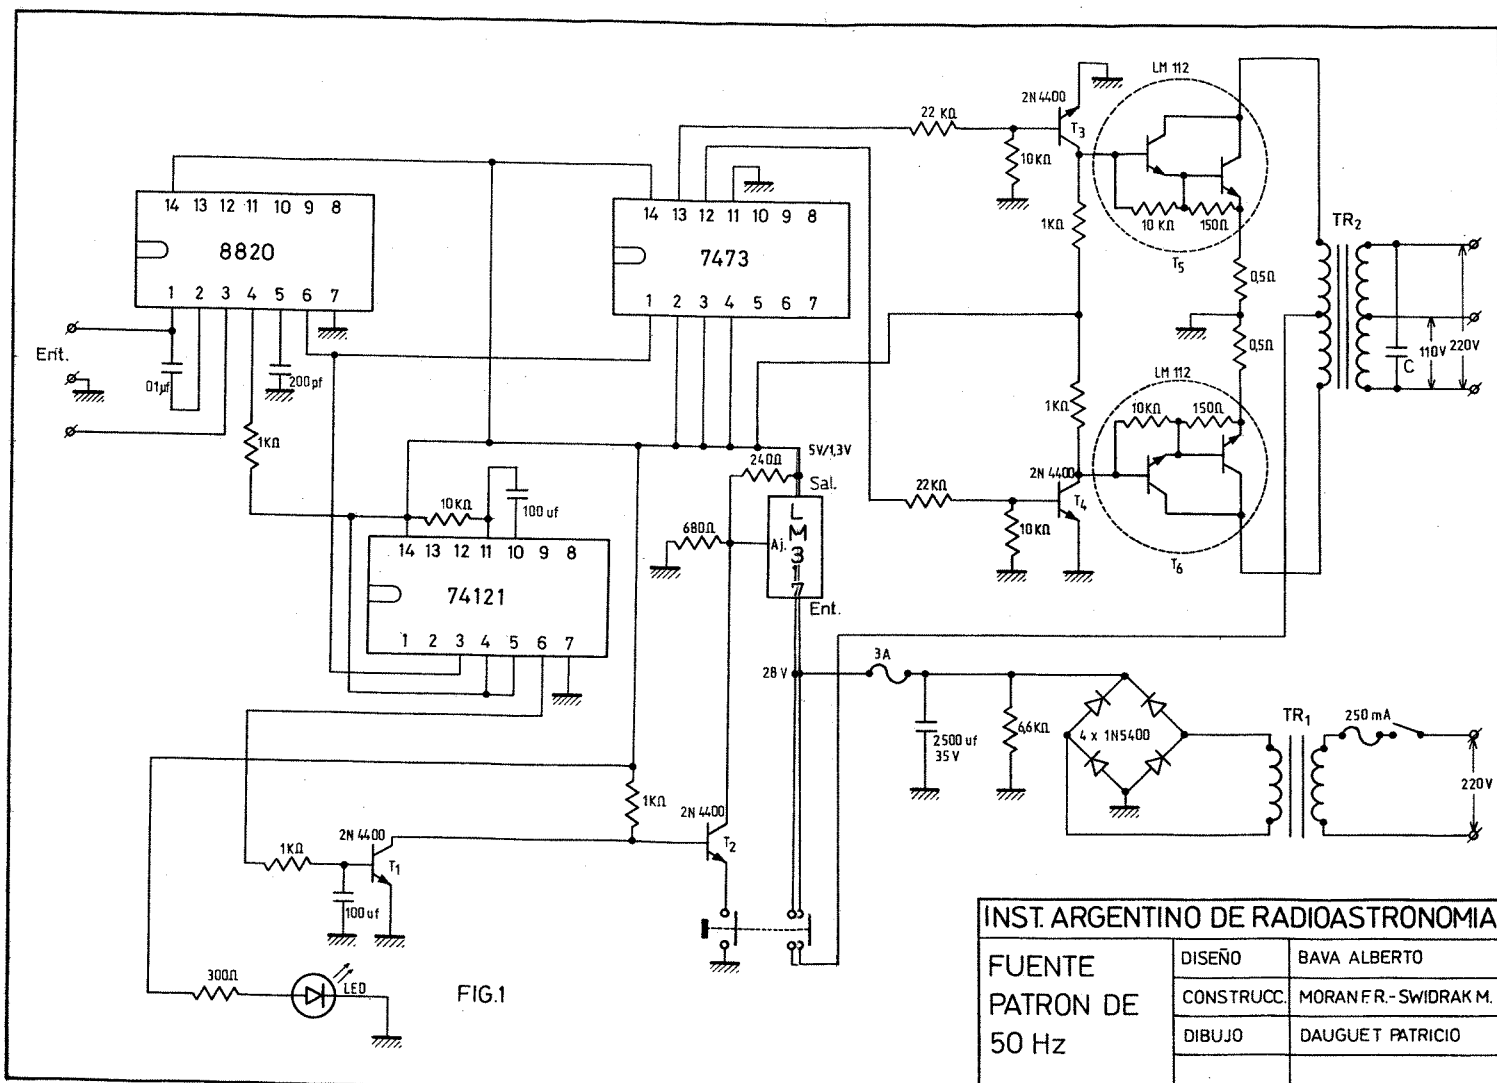 LM 112
2N 4400
T3
22 KΩ
10KΩ
14 13 12 11 10 9 8
8820
1 2 3 4 5 6 7
14 13 12 11 10 9 8
7473
1 2 3 4 5 6 7
10 KΩ 150Ω
T5
1KΩ
0,5Ω
TR2
Ent.
01µf
200pf
0,5Ω
110V
220V
C
LM 112
1KΩ
10KΩ 150Ω
1KΩ
5V/1,3V
240Ω
Sal.
2N 4400
T4
22KΩ
10KΩ
T6
10KΩ
100 uf
680Ω
Aj.
LM317
Ent.
14 13 12 11 10 9 8
74121
1 2 3 4 5 6 7
28 V
3A
2500 uf
35 V
6,6KΩ
4 x 1N5400
TR1
250 mA
220V
1KΩ
2N 4400
T2
2N 4400
T1
1KΩ
100 uf
300Ω
LED
FIG.1
INST. ARGENTINO DE RADIOASTRONOMIA
FUENTE
PATRON DE
50 Hz
DISEÑO BAVA ALBERTO
CONSTRUCC. MORAN F.R.-SWIDRAK M.
DIBUJO DAUGUET PATRICIO